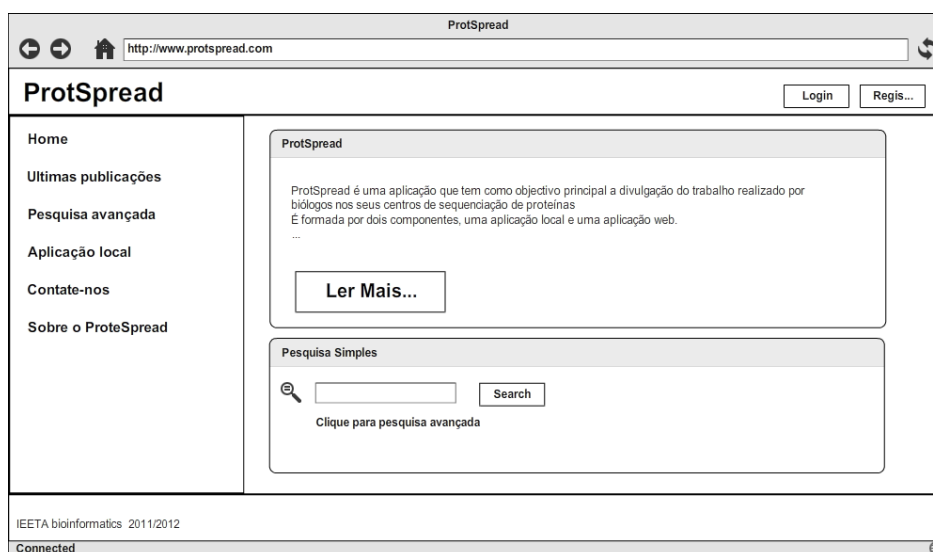 ProtSpread
http://www.protspread.com
ProtSpread
Login
Regis...
Home
Ultimas publicações
Pesquisa avançada
Aplicação local
Contate-nos
Sobre o ProteSpread
ProtSpread
ProtSpread é uma aplicação que tem como objectivo principal a divulgação do trabalho realizado por
biólogos nos seus centros de sequenciação de proteínas
É formada por dois componentes, uma aplicação local e uma aplicação web.
...
Ler Mais...
Pesquisa Simples
Search
Clique para pesquisa avançada
IEETA bioinformatics 2011/2012
Connected